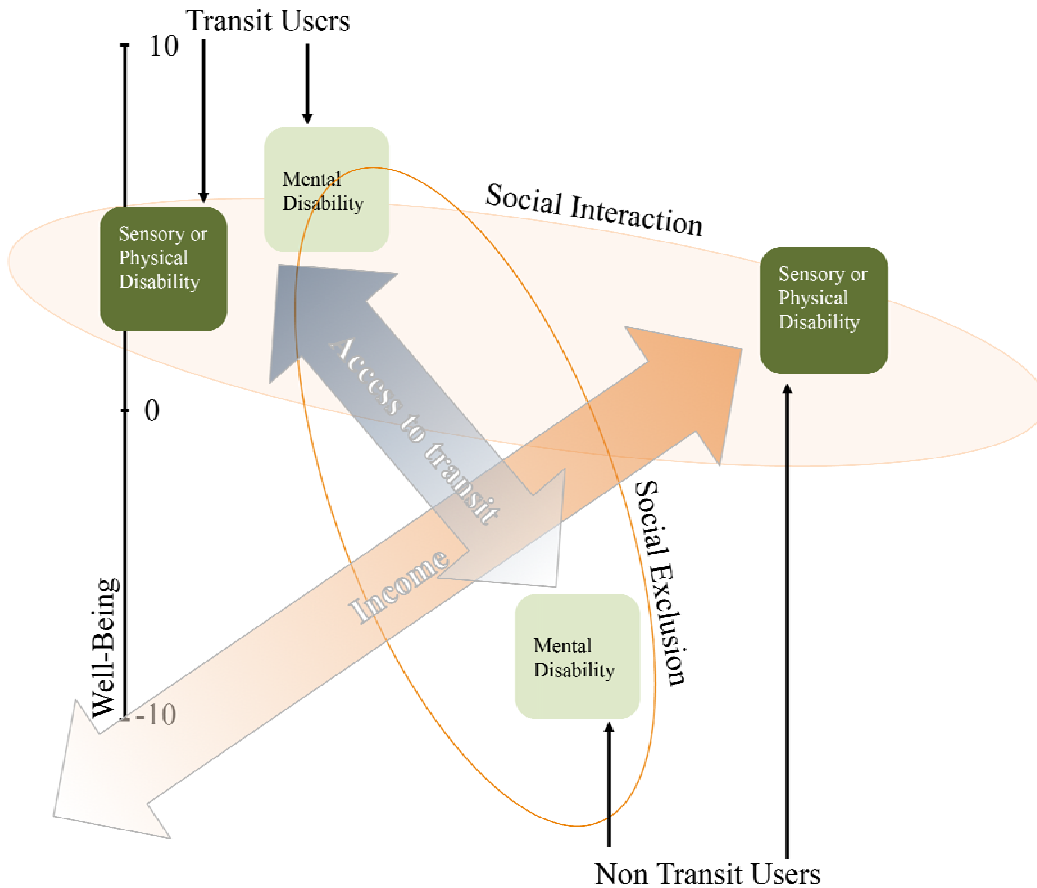 Transit Users
10
Mental
Disability
Social Interaction
Sensory or
Physical
Disability
Sensory or
Physical
Disability
Access to transit
0
Social Exclusion
Income
Well-Being
Mental
Disability
-10
Non Transit Users